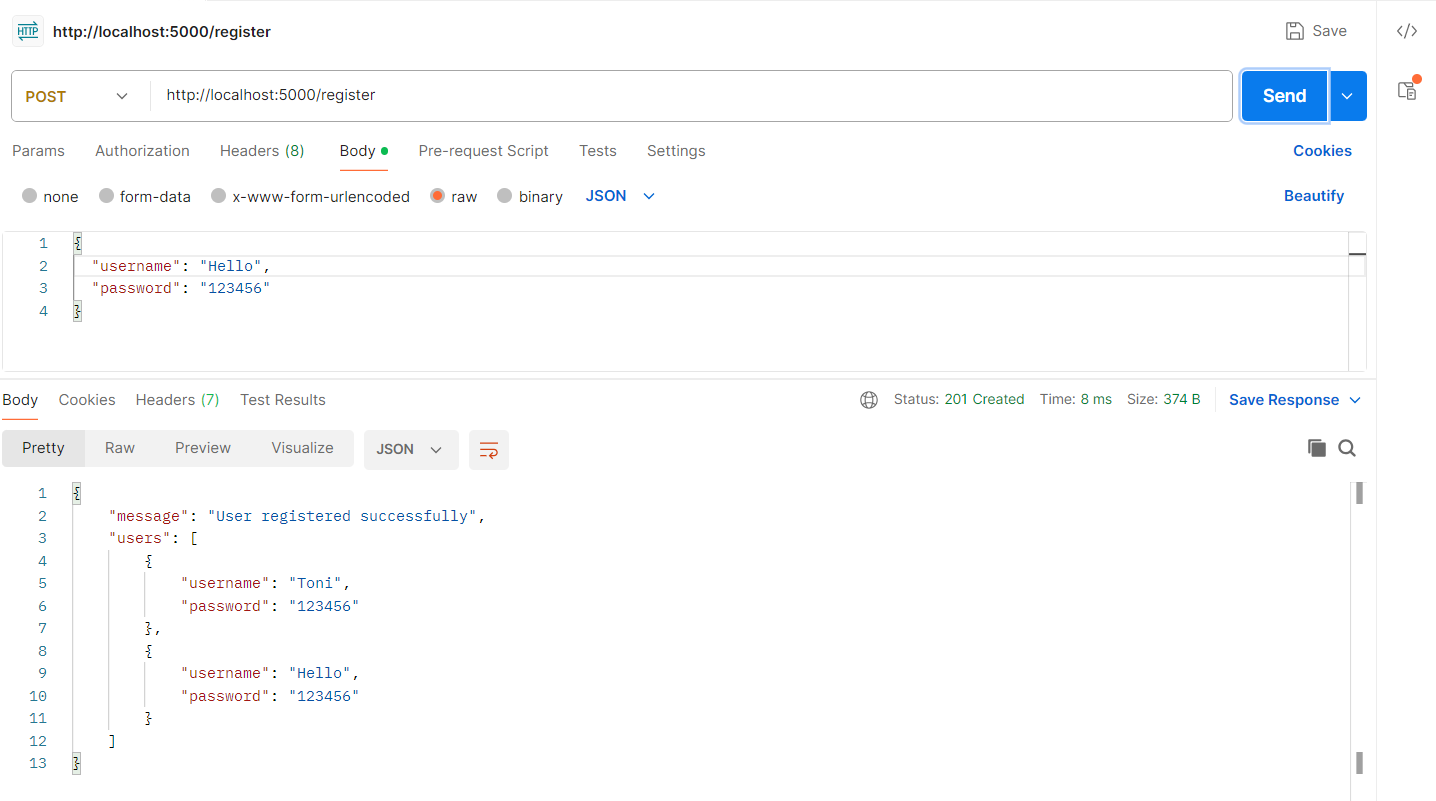 HTTP http://localhost:5000/register Save </>
POST http://localhost:5000/register Send
Params Authorization Headers (8) Body Pre-request Script Tests Settings Cookies
none form-data x-www-form-urlencoded raw binary JSON Beautify
1 {
2 "username": "Hello",
3 "password": "123456"
4 }
Body Cookies Headers (7) Test Results Status: 201 Created Time: 8 ms Size: 374 B Save Response
Pretty Raw Preview Visualize JSON
1 {
2 "message": "User registered successfully",
3 "users": [
4 {
5 "username": "Toni",
6 "password": "123456"
7 },
8 {
9 "username": "Hello",
10 "password": "123456"
11 }
12 ]
13 }